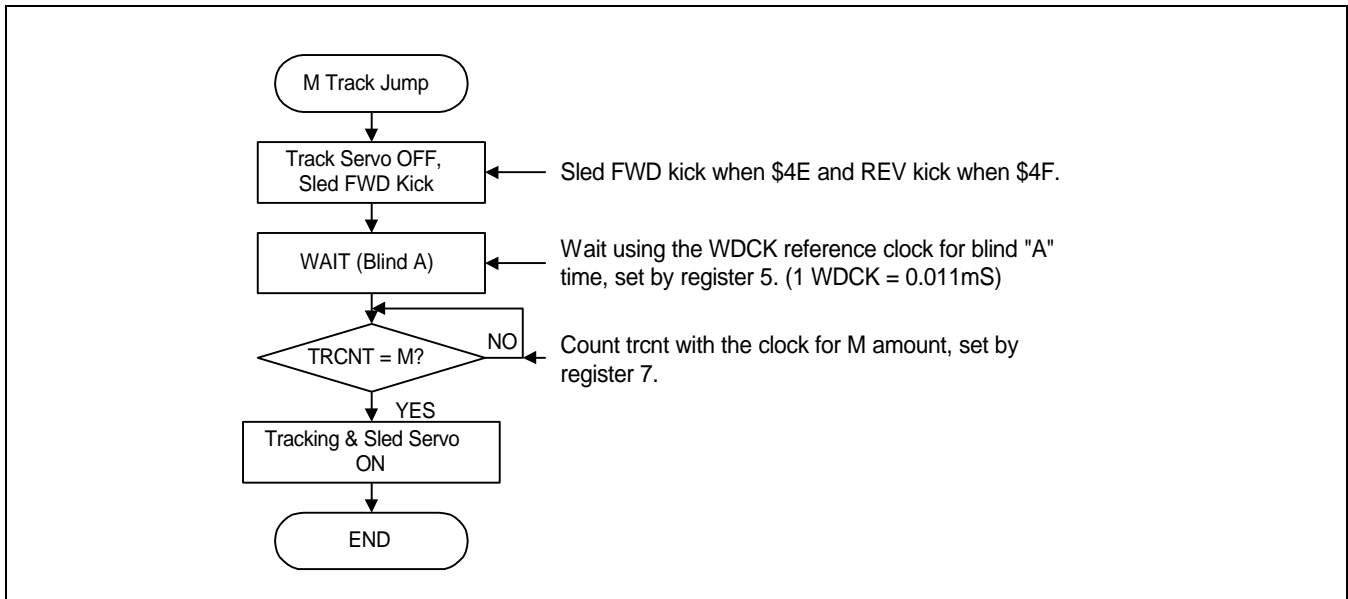 M Track Jump
Track Servo OFF,
Sled FWD Kick
Sled FWD kick when $4E and REV kick when $4F.
WAIT (Blind A)
Wait using the WDCK reference clock for blind "A"
time, set by register 5. (1 WDCK = 0.011mS)
TRCNT = M?
NO
Count trcnt with the clock for M amount, set by
register 7.
YES
Tracking & Sled Servo
ON
END